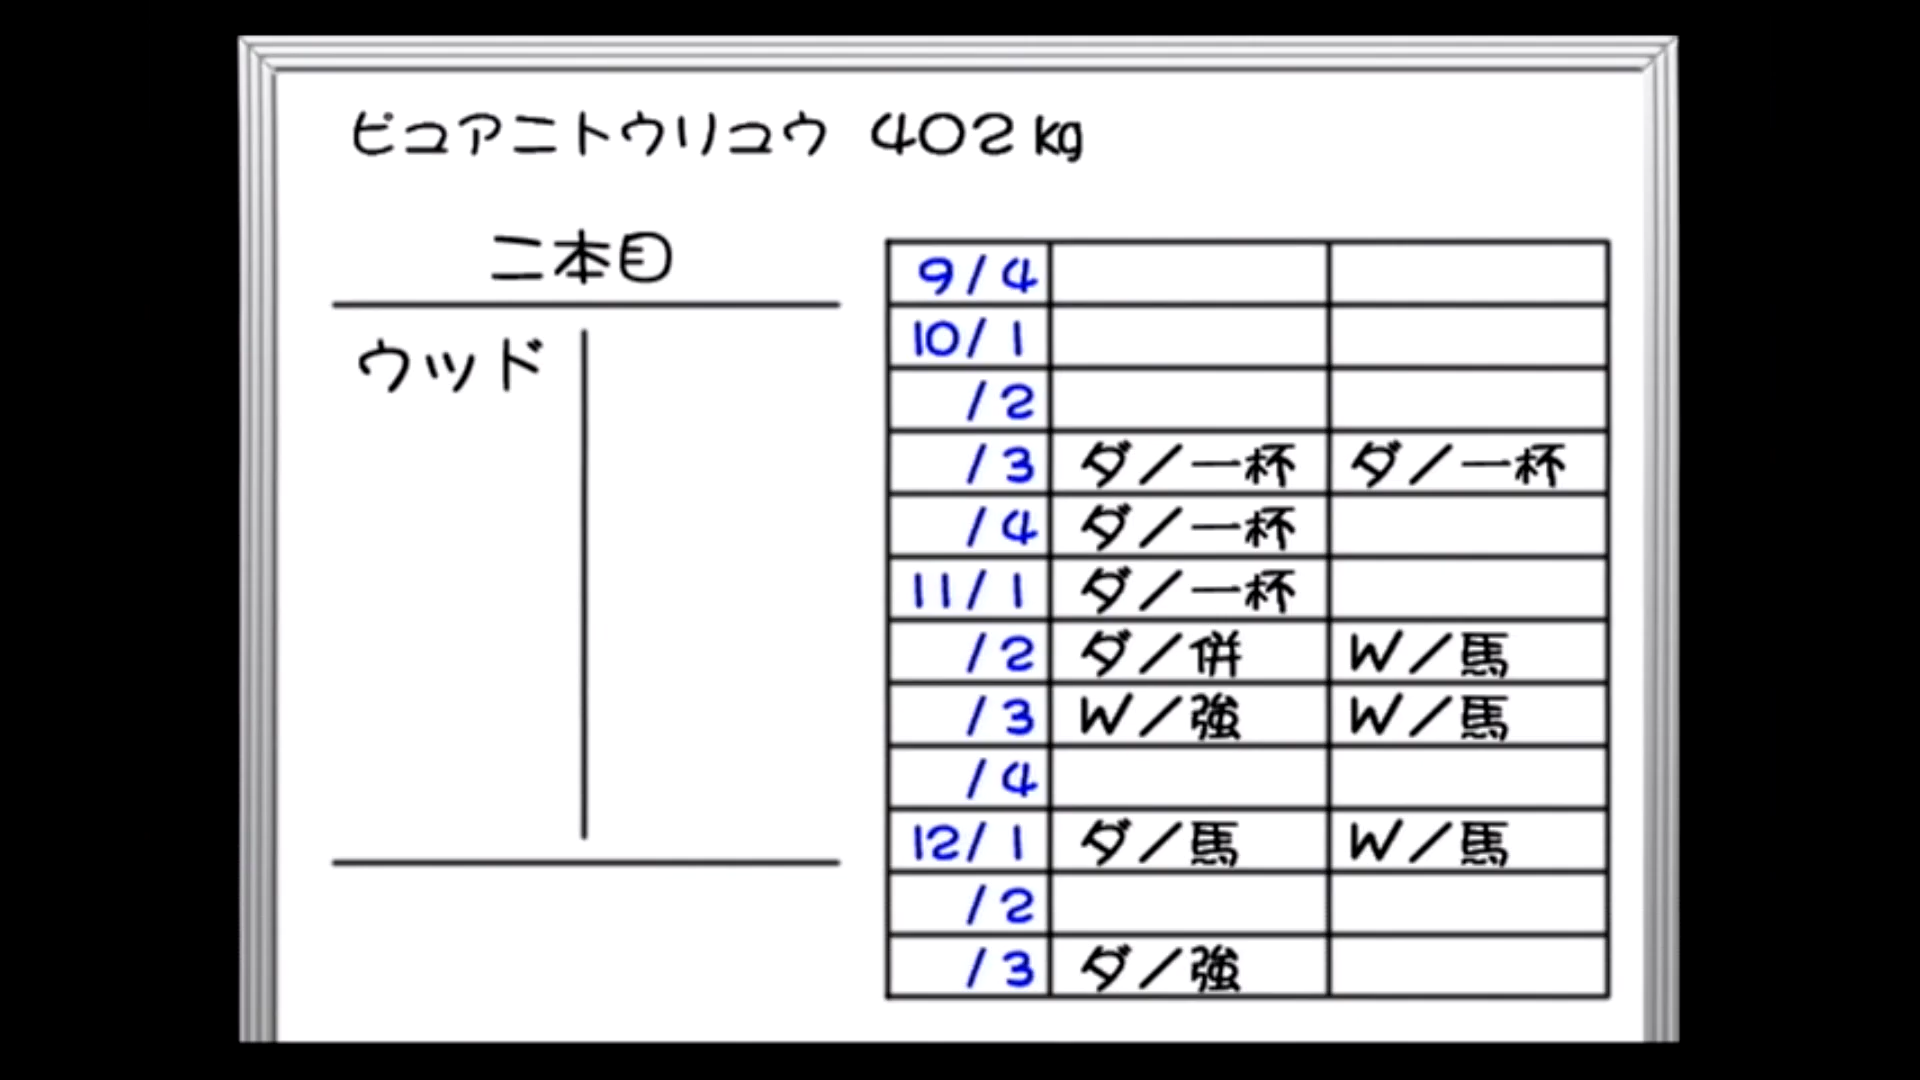 ピュアニトウリュウ 402kg
二本目
ウッド
9/4
10/1
/2
/3 ダ／一杯 ダ／一杯
/4 ダ／一杯
11/1 ダ／一杯
/2 ダ／併 W／馬
/3 W／強 W／馬
/4
12/1 ダ／馬 W／馬
/2
/3 ダ／強